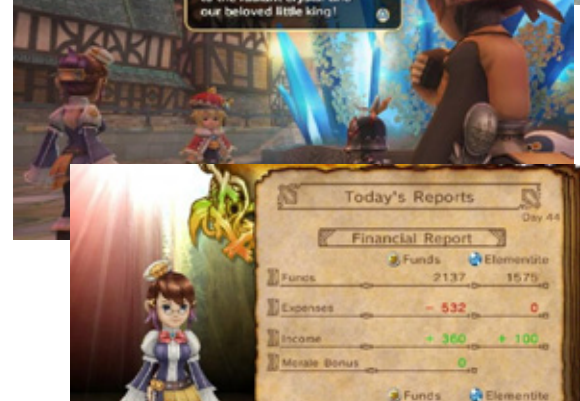 to the radiant crystal and
our beloved little king!
Today's Reports
Day 44
Financial Report
Funds Elementite
Funds 2137 1575
Expenses - 532 0
Income + 360 + 100
Morale Bonus 0
Funds Elementite